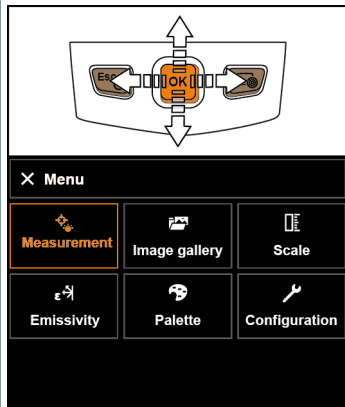 Esc
OK
Menu
Measurement
Image gallery
Scale
Emissivity
Palette
Configuration